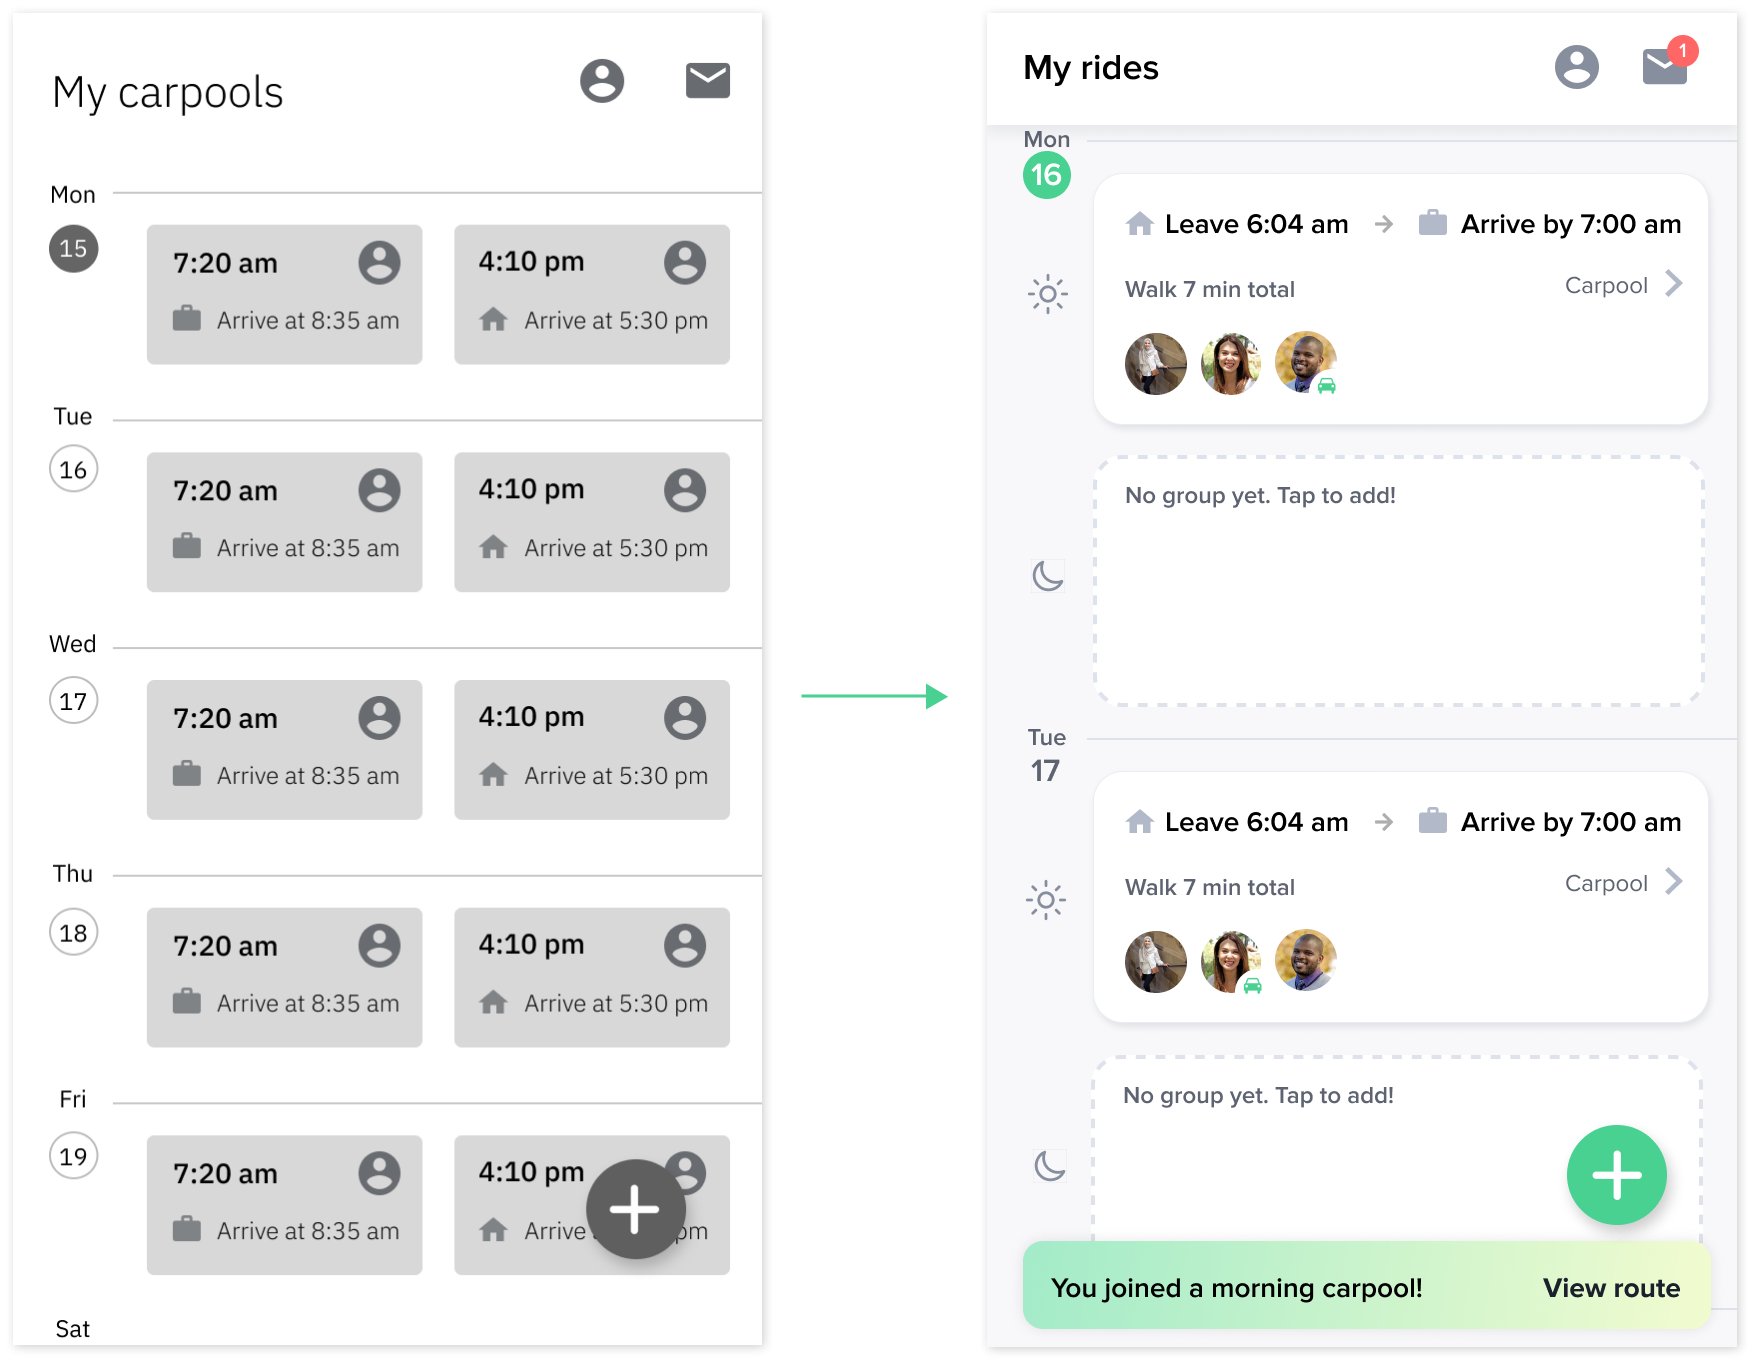 My carpools
Mon
15
7:20 am
Arrive at 8:35 am
4:10 pm
Arrive at 5:30 pm
Tue
16
7:20 am
Arrive at 8:35 am
4:10 pm
Arrive at 5:30 pm
Wed
17
7:20 am
Arrive at 8:35 am
4:10 pm
Arrive at 5:30 pm
Thu
18
7:20 am
Arrive at 8:35 am
4:10 pm
Arrive at 5:30 pm
Fri
19
7:20 am
Arrive at 8:35 am
4:10 pm
Arrive pm
Sat
My rides
1
Mon
16
Leave 6:04 am Arrive by 7:00 am
Walk 7 min total
Carpool
No group yet. Tap to add!
Tue
17
Leave 6:04 am Arrive by 7:00 am
Walk 7 min total
Carpool
No group yet. Tap to add!
You joined a morning carpool! View route